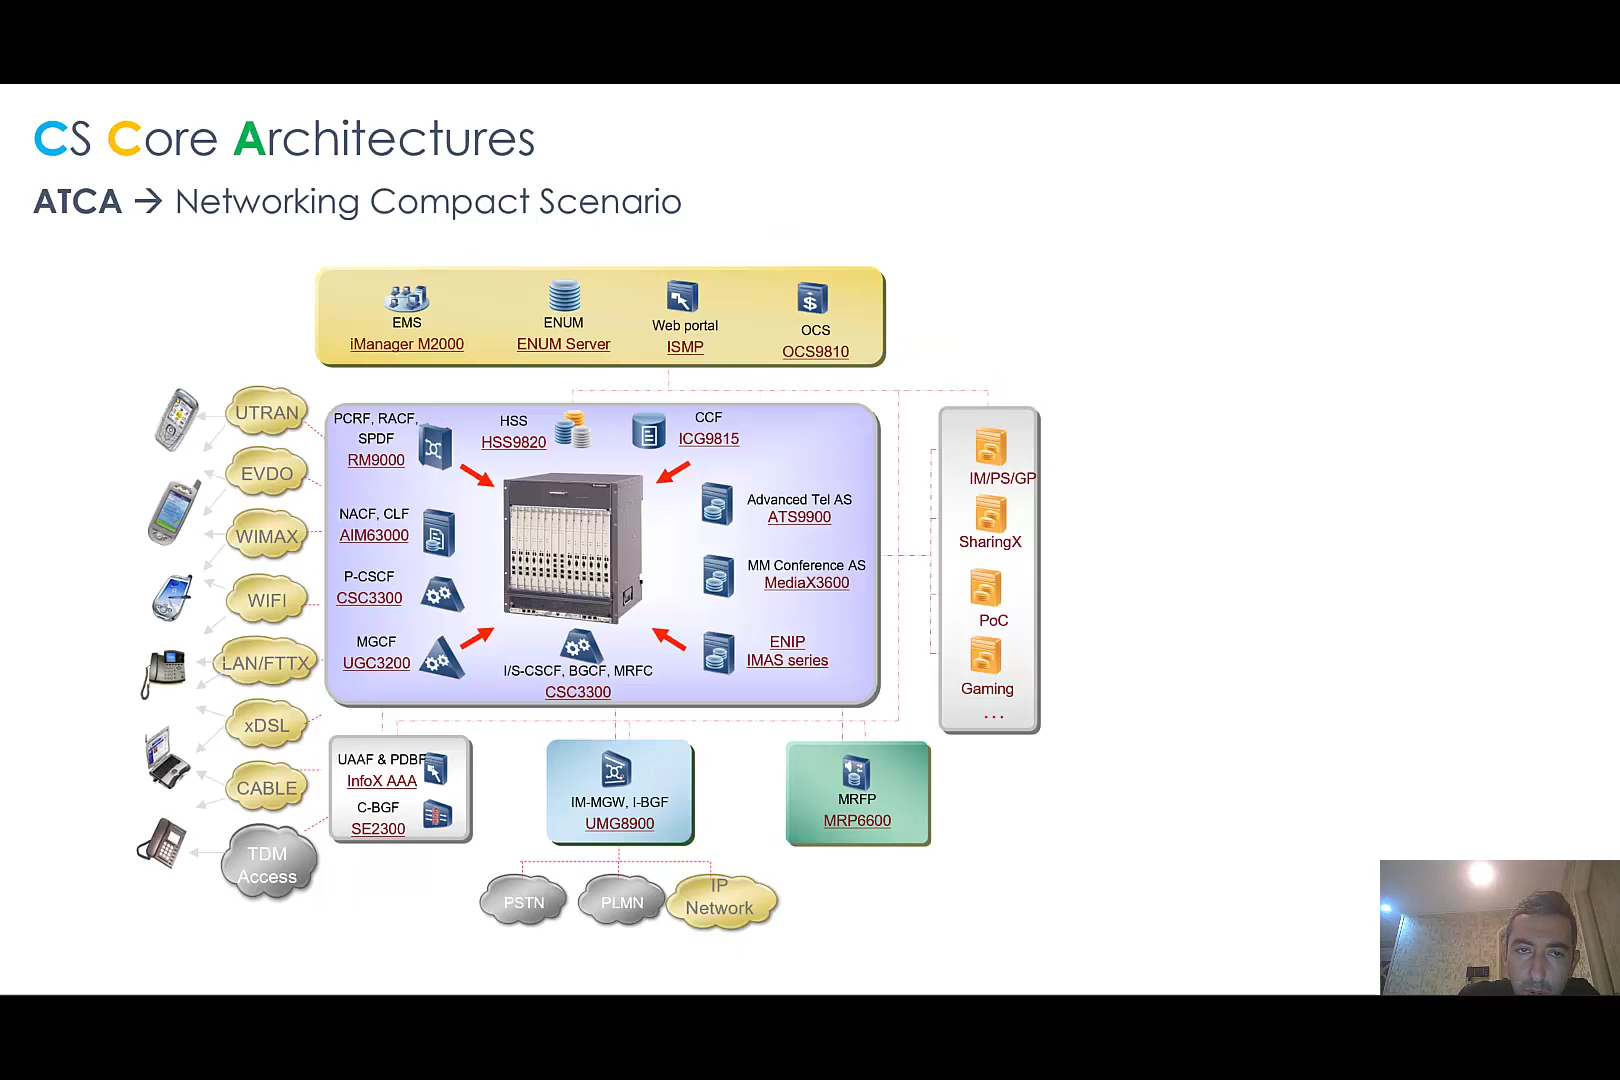 CS Core Architectures
ATCA → Networking Compact Scenario
EMS
iManager M2000
ENUM
ENUM Server
Web portal
ISMP
OCS
OCS9810
UTRAN
EVDO
WIMAX
WIFI
LAN/FTTX
xDSL
CABLE
TDM
Access
PCRF, RACF,
SPDF
RM9000
HSS
HSS9820
CCF
ICG9815
NACF, CLF
AIM63000
P-CSCF
CSC3300
MGCF
UGC3200
I/S-CSCF, BGCF, MRFC
CSC3300
Advanced Tel AS
ATS9900
MM Conference AS
MediaX3600
ENIP
IMAS series
IM/PS/GP
SharingX
PoC
Gaming
...
UAAF & PDBF
InfoX AAA
C-BGF
SE2300
IM-MGW, I-BGF
UMG8900
MRFP
MRP6600
PSTN
PLMN
IP
Network